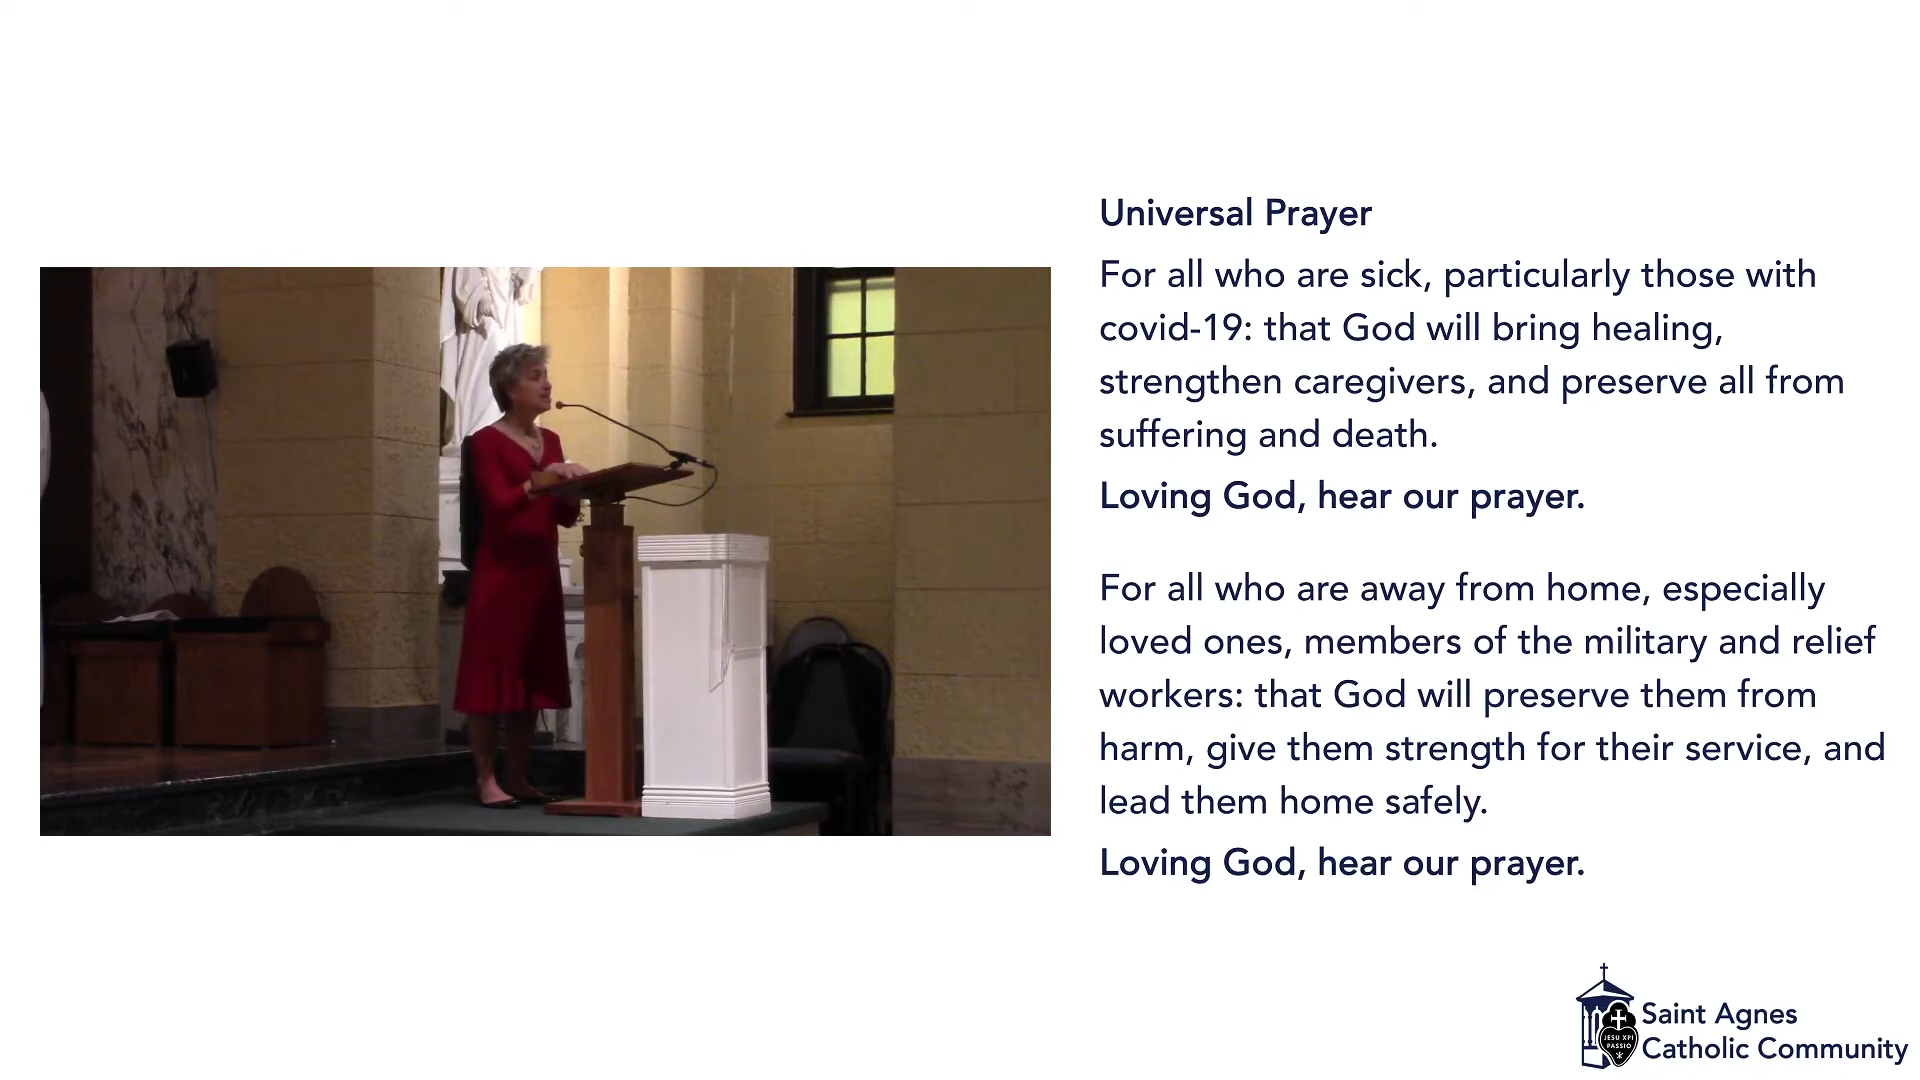 Universal Prayer
For all who are sick, particularly those with
covid-19: that God will bring healing,
strengthen caregivers, and preserve all from
suffering and death.
Loving God, hear our prayer.
For all who are away from home, especially
loved ones, members of the military and relief
workers: that God will preserve them from
harm, give them strength for their service, and
lead them home safely.
Loving God, hear our prayer.
JESU XPI
PASSIO
Saint Agnes
Catholic Community